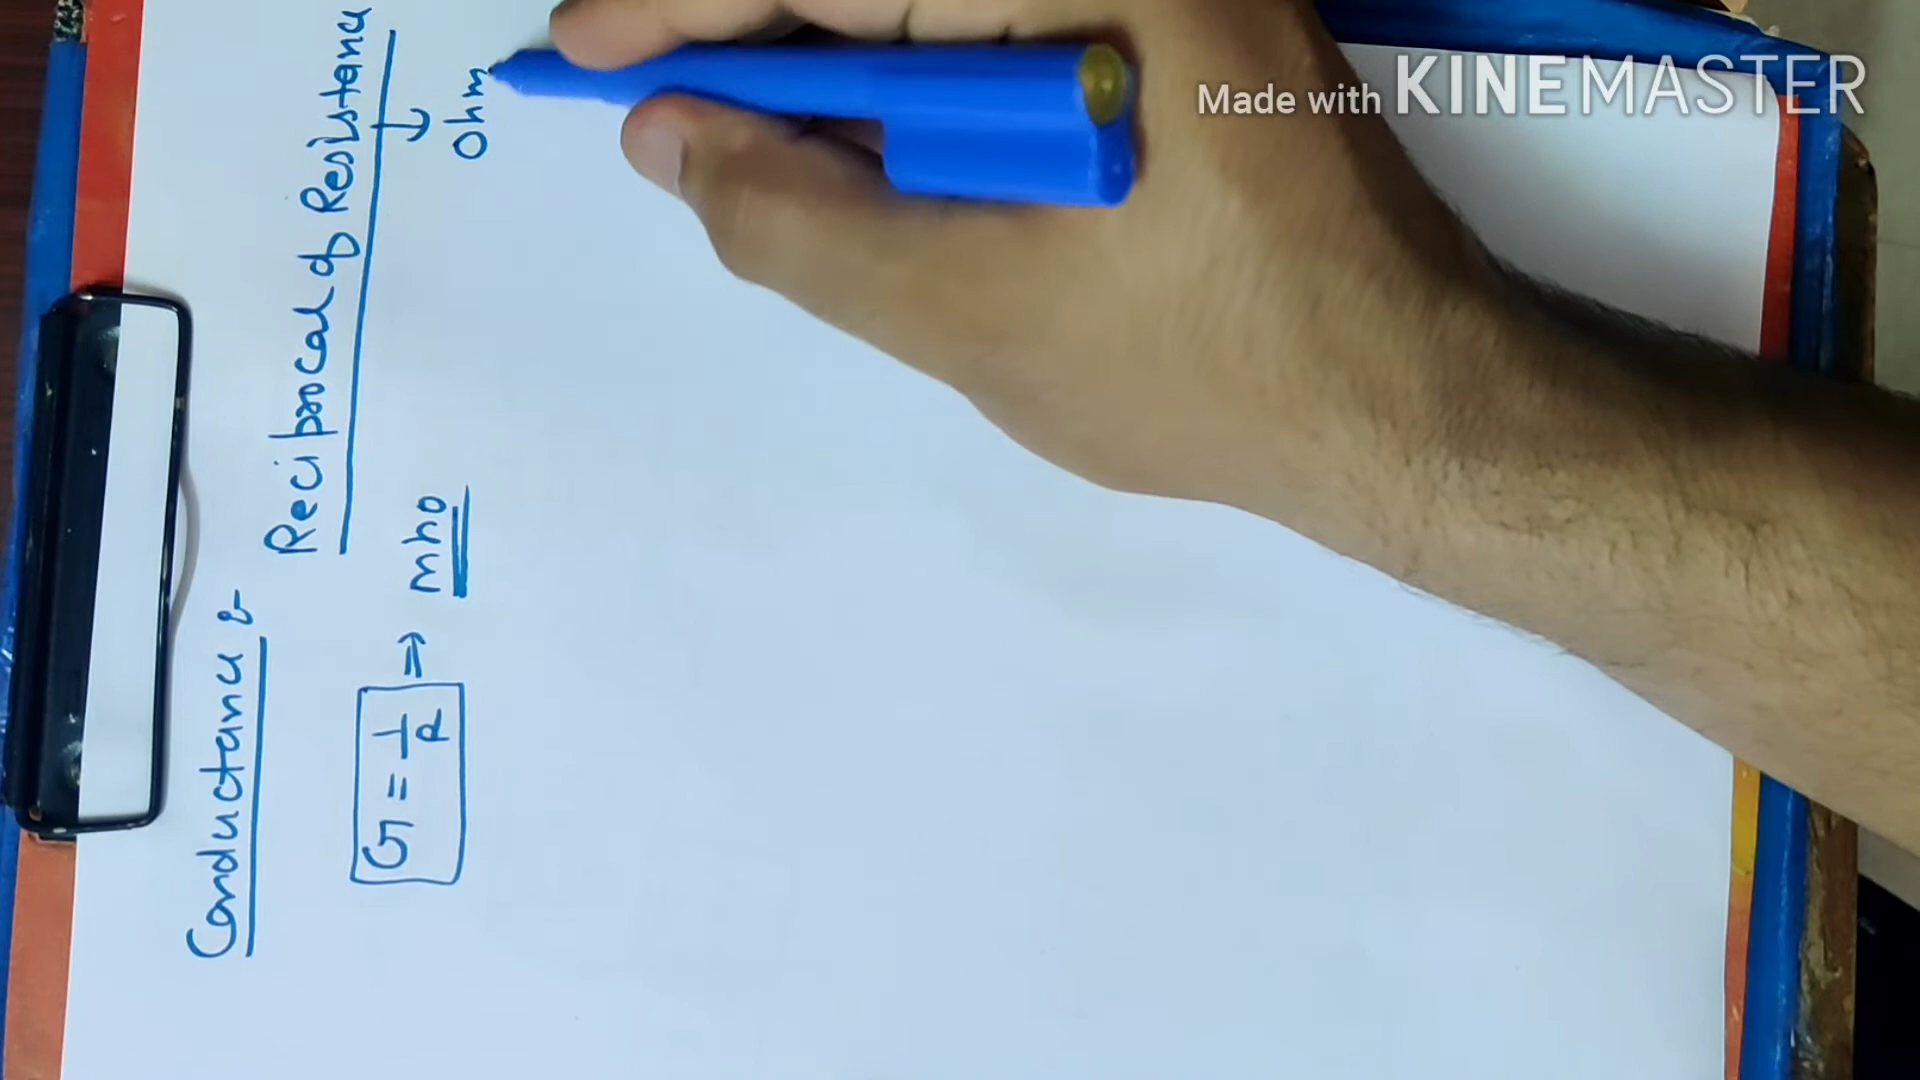 Conductance :-
Reciprocal of Resistance
↓
Ohm
G = 1/R ⇒ mho
Made with KINEMASTER